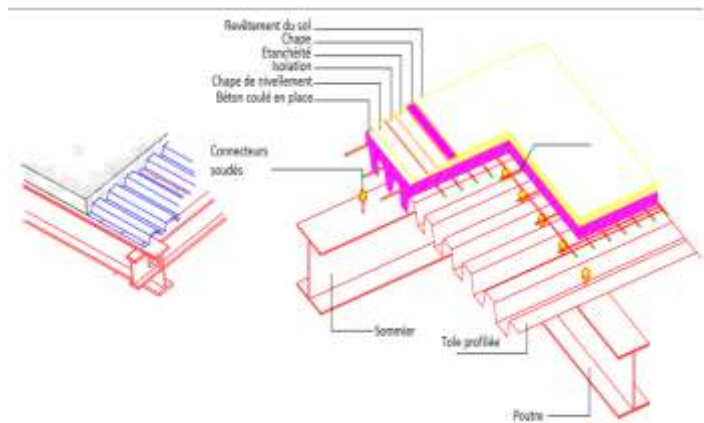 Revêtement du sol
Chape
Etanchéité
Isolation
Chape de nivellement
Béton coulé en place
Connecteurs
soudés
Sommier
Tole profilée
Poutre